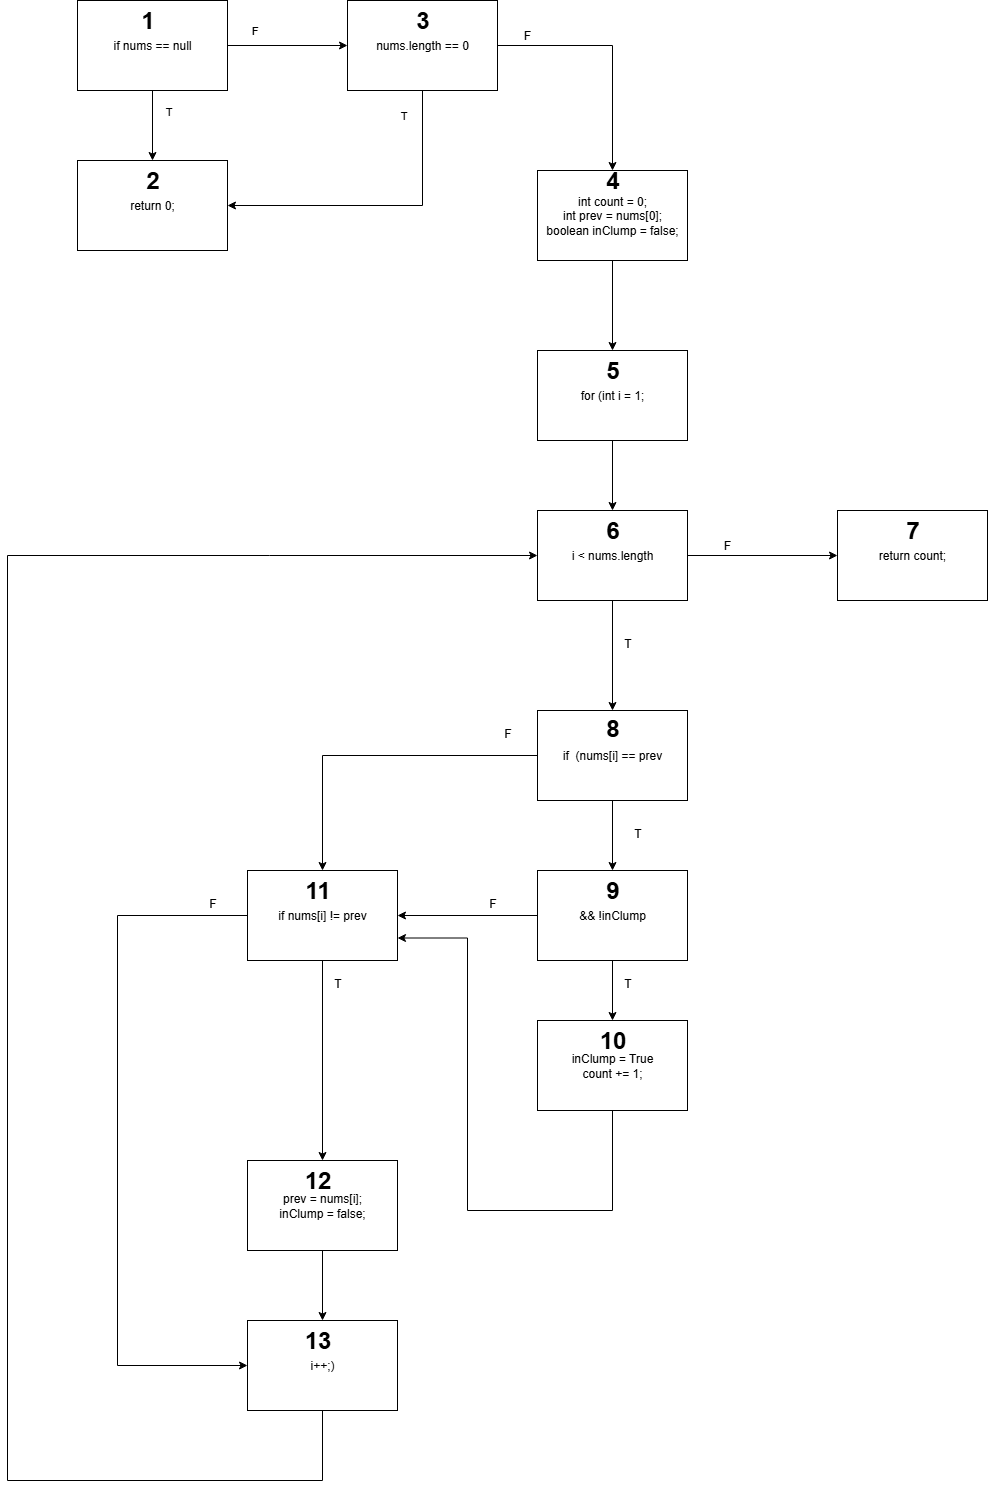 1
if nums == null
F
3
nums.length == 0
F
T
T
2
return 0;
4
int count = 0;
int prev = nums[0];
boolean inClump = false;
5
for (int i = 1;
6
i < nums.length
F
7
return count;
T
8
if  (nums[i] == prev
F
T
11
if nums[i] != prev
F
9
&& !inClump
F
T
T
10
inClump = True
count += 1;
12
prev = nums[i];
inClump = false;
13
i++;)